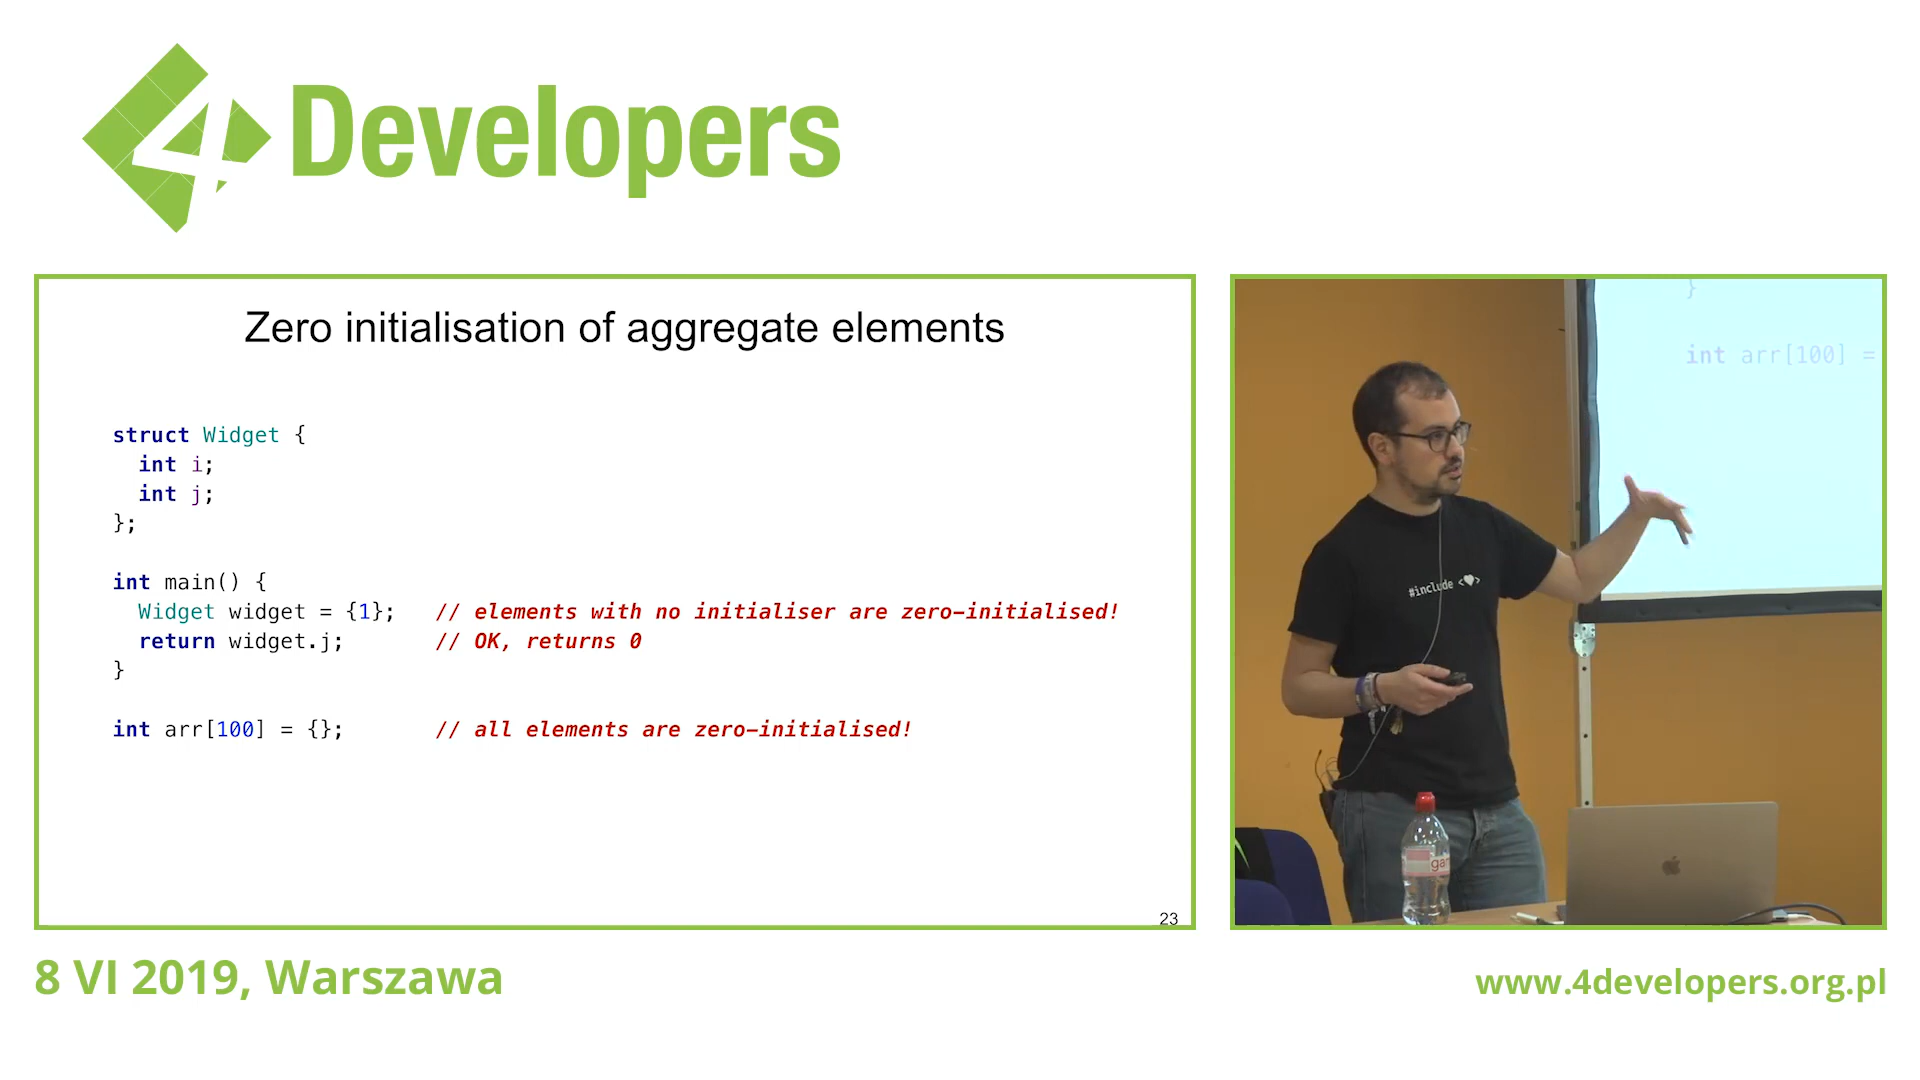 4Developers
Zero initialisation of aggregate elements
struct Widget {
int i;
int j;
};
int main() {
Widget widget = {1}; // elements with no initialiser are zero-initialised!
return widget.j; // OK, returns 0
}
int arr[100] = {}; // all elements are zero-initialised!
23
}
int arr[100] =
#include <♥>
8 VI 2019, Warszawa
www.4developers.org.pl